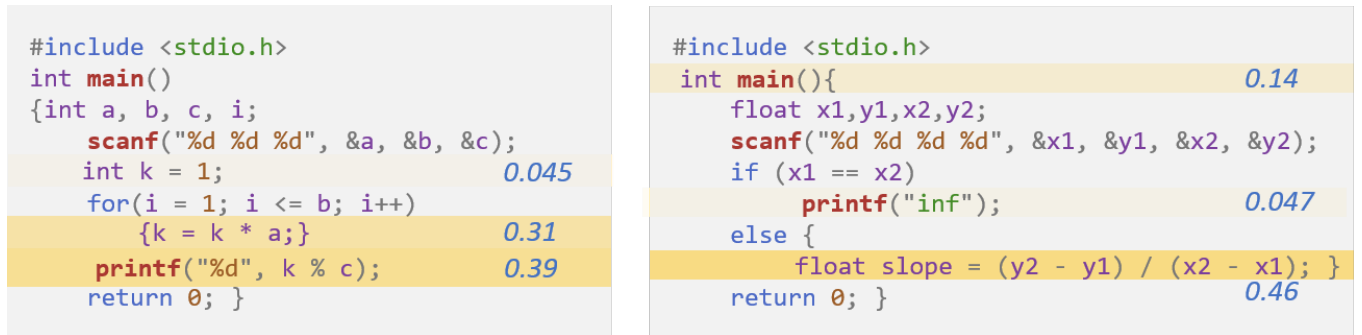 #include <stdio.h>
int main()
{int a, b, c, i;
scanf("%d %d %d", &a, &b, &c);
int k = 1; 0.045
for(i = 1; i <= b; i++)
{k = k * a;} 0.31
printf("%d", k % c); 0.39
return 0; }
#include <stdio.h>
int main(){ 0.14
float x1,y1,x2,y2;
scanf("%d %d %d %d", &x1, &y1, &x2, &y2);
if (x1 == x2)
printf("inf"); 0.047
else {
float slope = (y2 - y1) / (x2 - x1); }
return 0; } 0.46